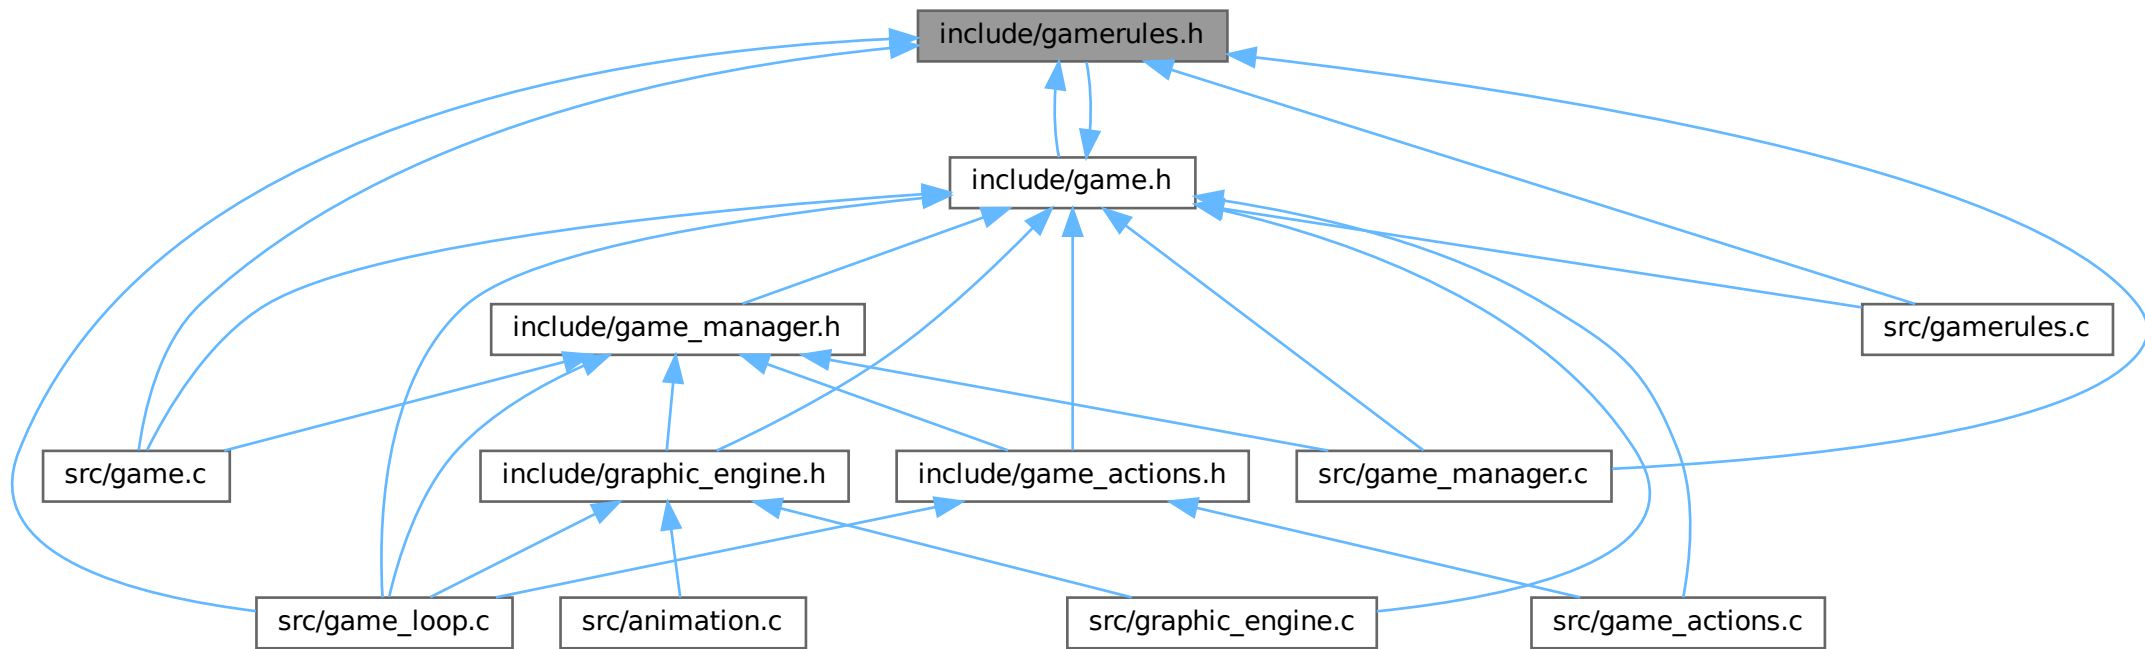 include/gamerules.h
include/game.h
include/game_manager.h
src/gamerules.c
src/game.c
include/graphic_engine.h
include/game_actions.h
src/game_manager.c
src/game_loop.c
src/animation.c
src/graphic_engine.c
src/game_actions.c